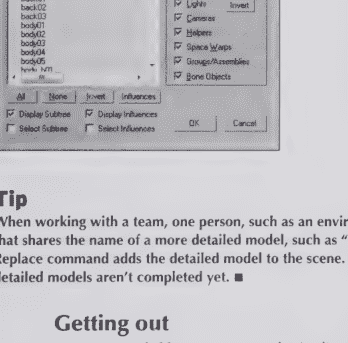 back02
back03
body01
body02
body03
body04
body05
Lights
Invert
Cameras
Helpers
Space Warps
Groups/Assemblies
Bone Objects
All None Invert Influences
Display Subtree Display Influences
Select Subtree Select Influences
OK Cancel
Tip
When working with a team, one person, such as an envir
that shares the name of a more detailed model, such as “
Replace command adds the detailed model to the scene.
detailed models aren’t completed yet. ■
Getting out